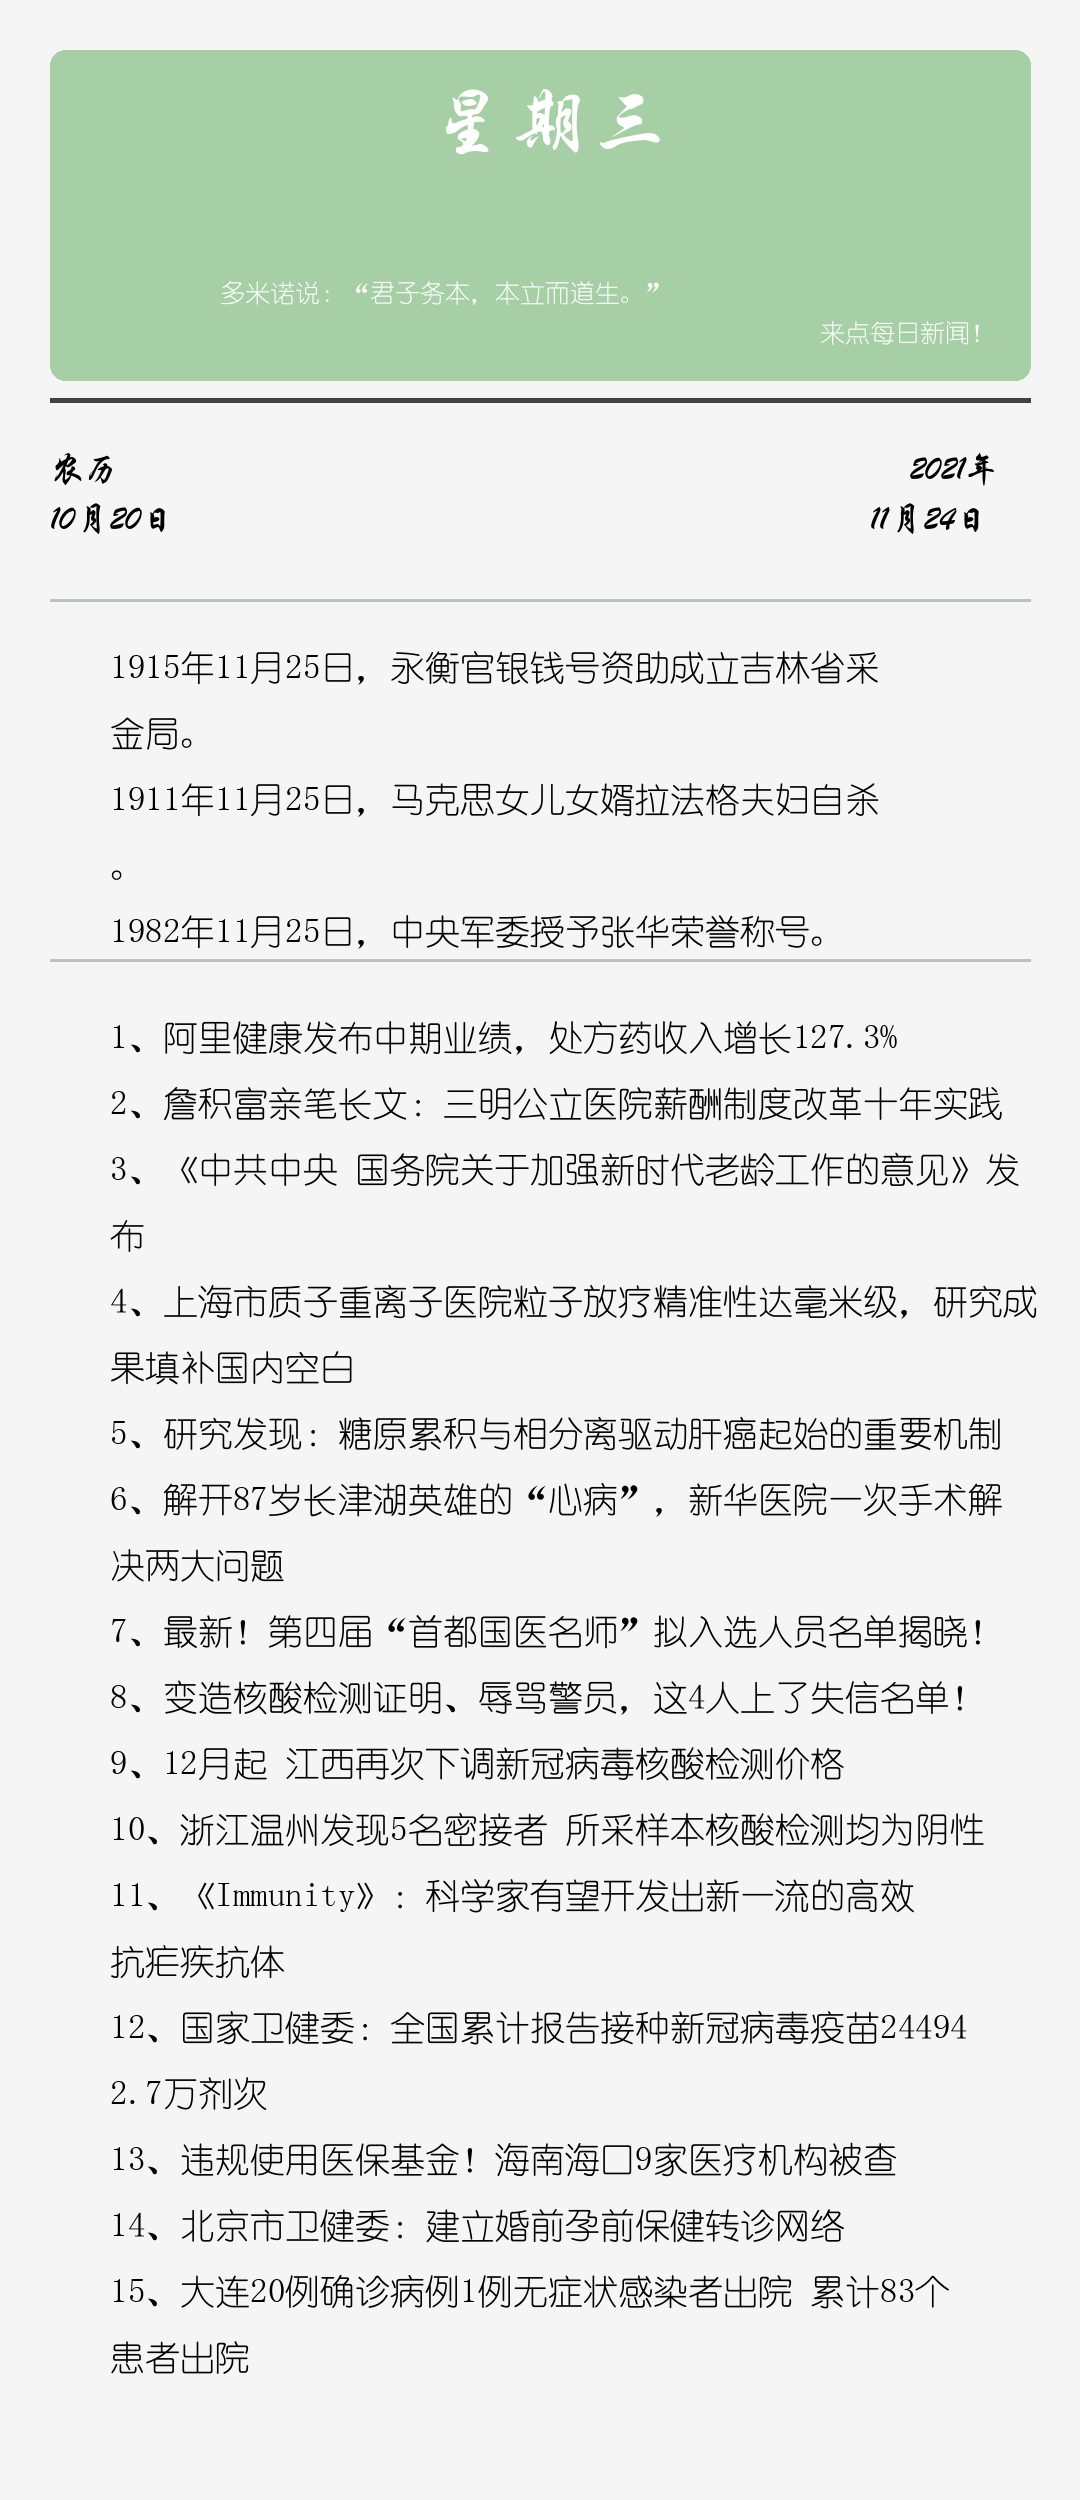 星期三
多米诺说：“君子务本，本立而道生。”
来点每日新闻！
农历
2021年
10月20日
11月24日
1915年11月25日，永衡官银钱号资助成立吉林省采
金局。
1911年11月25日，马克思女儿女婿拉法格夫妇自杀
。
1982年11月25日，中央军委授予张华荣誉称号。
1、阿里健康发布中期业绩，处方药收入增长127.3%
2、詹积富亲笔长文：三明公立医院薪酬制度改革十年实践
3、《中共中央 国务院关于加强新时代老龄工作的意见》发
布
4、上海市质子重离子医院粒子放疗精准性达毫米级，研究成
果填补国内空白
5、研究发现：糖原累积与相分离驱动肝癌起始的重要机制
6、解开87岁长津湖英雄的“心病”，新华医院一次手术解
决两大问题
7、最新！第四届“首都国医名师”拟入选人员名单揭晓！
8、变造核酸检测证明、辱骂警员，这4人上了失信名单！
9、12月起 江西再次下调新冠病毒核酸检测价格
10、浙江温州发现5名密接者 所采样本核酸检测均为阴性
11、《Immunity》：科学家有望开发出新一流的高效
抗疟疾抗体
12、国家卫健委：全国累计报告接种新冠病毒疫苗24494
2.7万剂次
13、违规使用医保基金！海南海口9家医疗机构被查
14、北京市卫健委：建立婚前孕前保健转诊网络
15、大连20例确诊病例1例无症状感染者出院 累计83个
患者出院